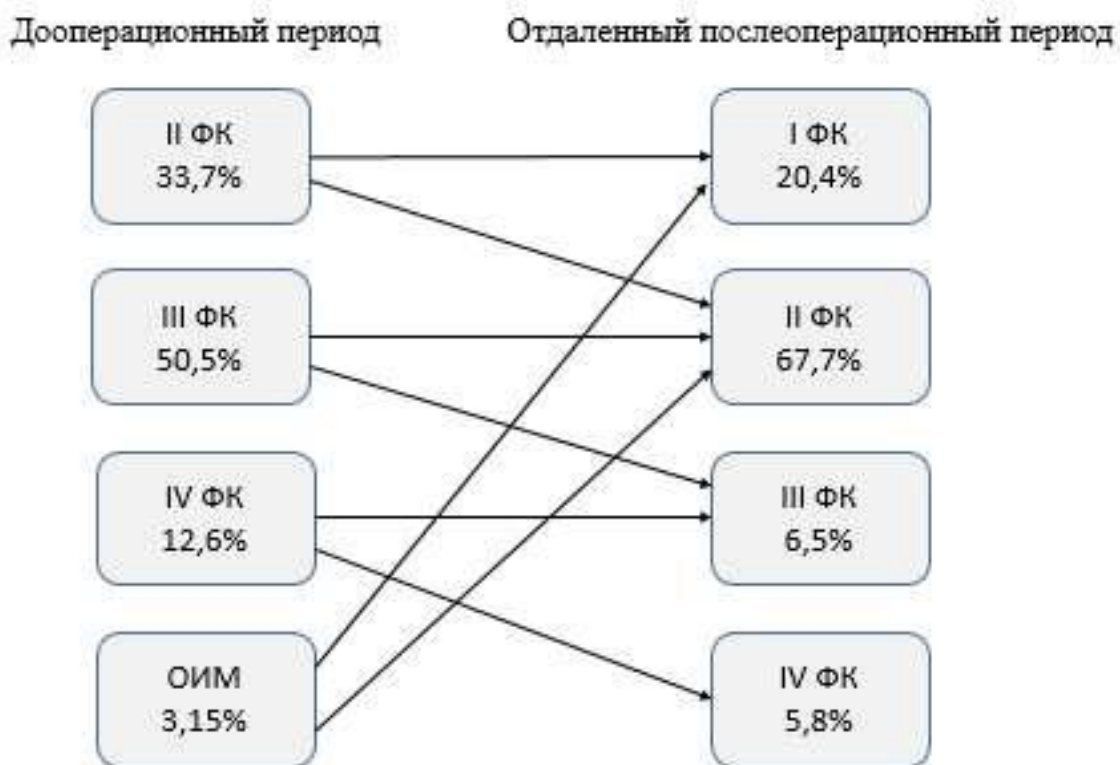 Дооперационный период
Отдаленный послеоперационный период
II ФК
33,7%
I ФК
20,4%
III ФК
50,5%
II ФК
67,7%
IV ФК
12,6%
III ФК
6,5%
ОИМ
3,15%
IV ФК
5,8%